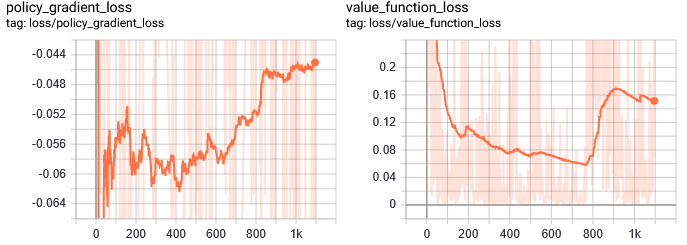 policy_gradient_loss
tag: loss/policy_gradient_loss
-0.044
-0.048
-0.052
-0.056
-0.06
-0.064
0 200 400 600 800 1k
value_function_loss
tag: loss/value_function_loss
0.2
0.16
0.12
0.08
0.04
0
0 200 400 600 800 1k